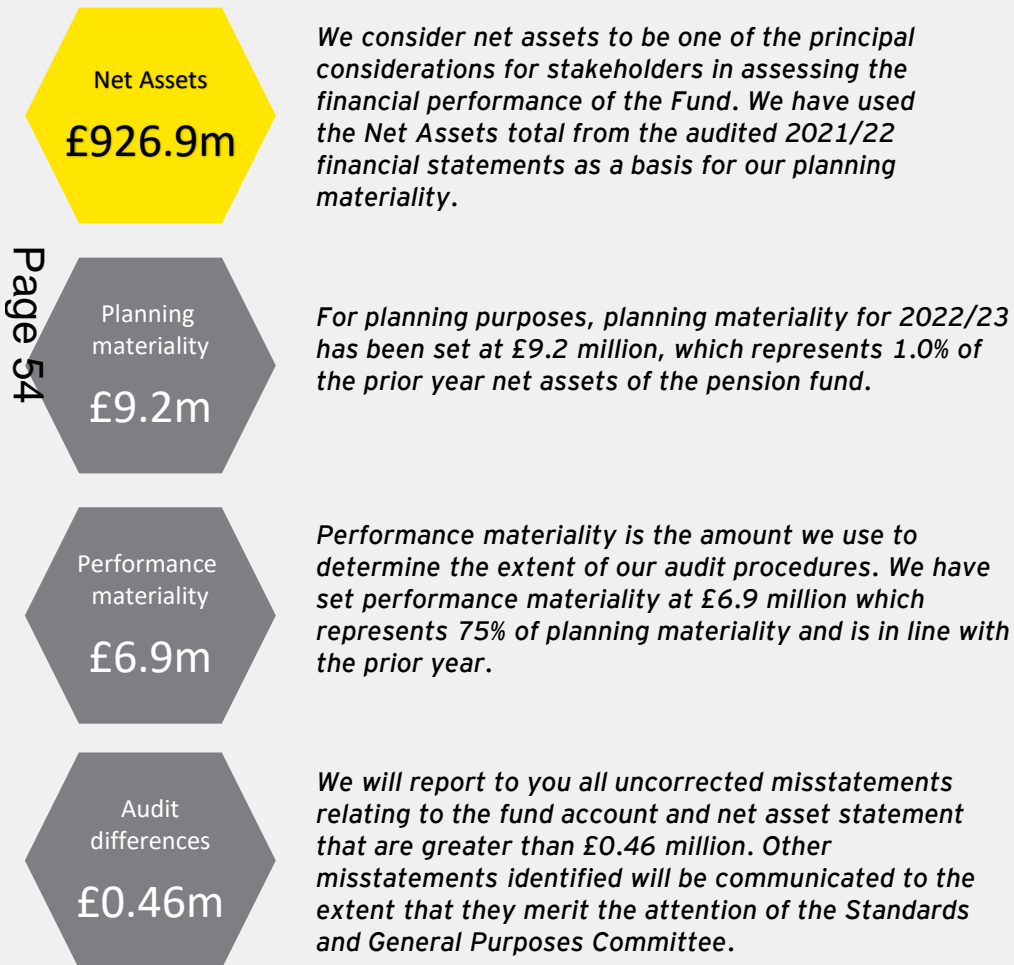 Net Assets
£926.9m
We consider net assets to be one of the principal
considerations for stakeholders in assessing the
financial performance of the Fund. We have used
the Net Assets total from the audited 2021/22
financial statements as a basis for our planning
materiality.
Page 54
Planning
materiality
£9.2m
For planning purposes, planning materiality for 2022/23
has been set at £9.2 million, which represents 1.0% of
the prior year net assets of the pension fund.
Performance
materiality
£6.9m
Performance materiality is the amount we use to
determine the extent of our audit procedures. We have
set performance materiality at £6.9 million which
represents 75% of planning materiality and is in line with
the prior year.
Audit
differences
£0.46m
We will report to you all uncorrected misstatements
relating to the fund account and net asset statement
that are greater than £0.46 million. Other
misstatements identified will be communicated to the
extent that they merit the attention of the Standards
and General Purposes Committee.